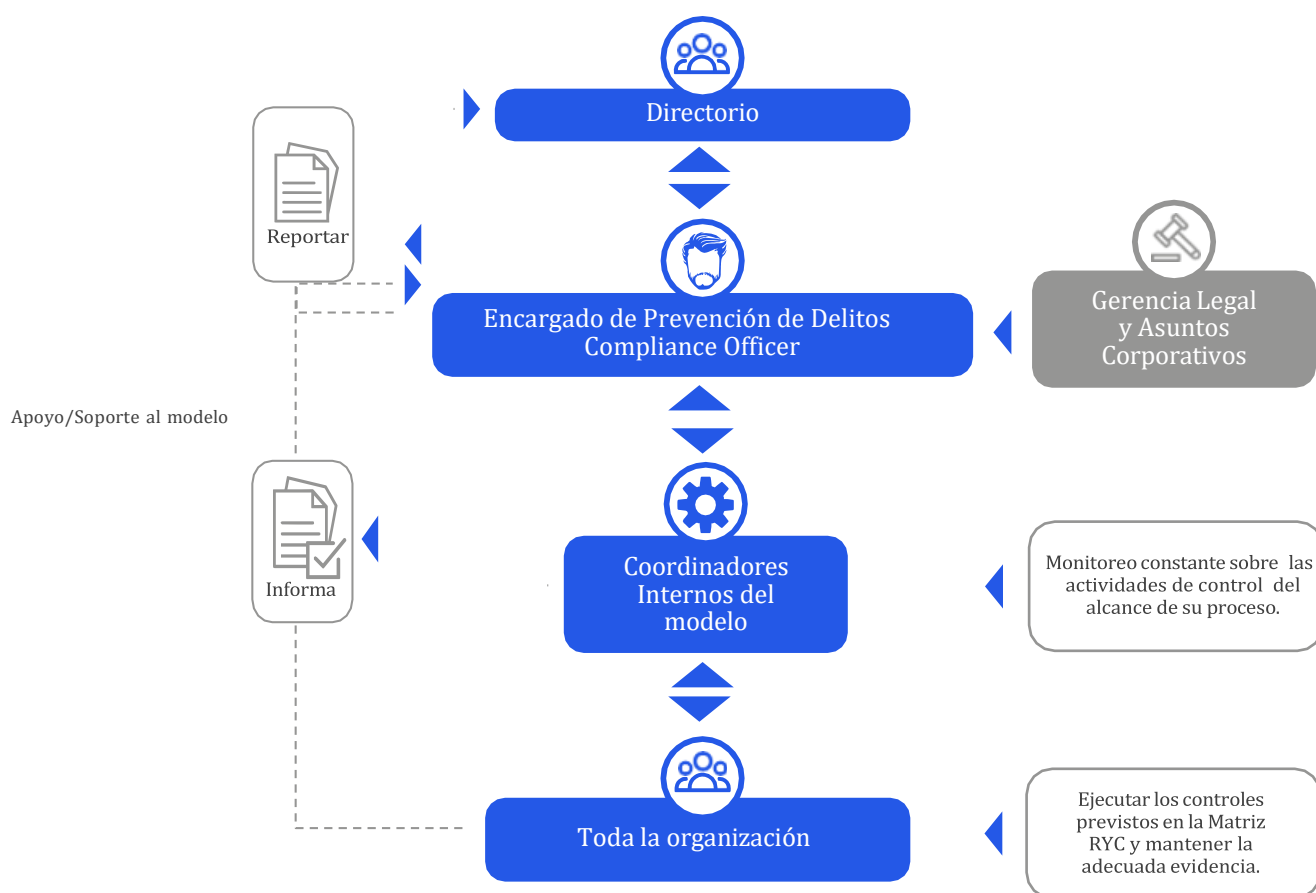 Directorio
Reportar
Encargado de Prevención de Delitos
Compliance Officer
Gerencia Legal
y Asuntos
Corporativos
Apoyo/Soporte al modelo
Informa
Coordinadores
Internos del
modelo
Monitoreo constante sobre las
actividades de control del
alcance de su proceso.
Toda la organización
Ejecutar los controles
previstos en la Matriz
RYC y mantener la
adecuada evidencia.